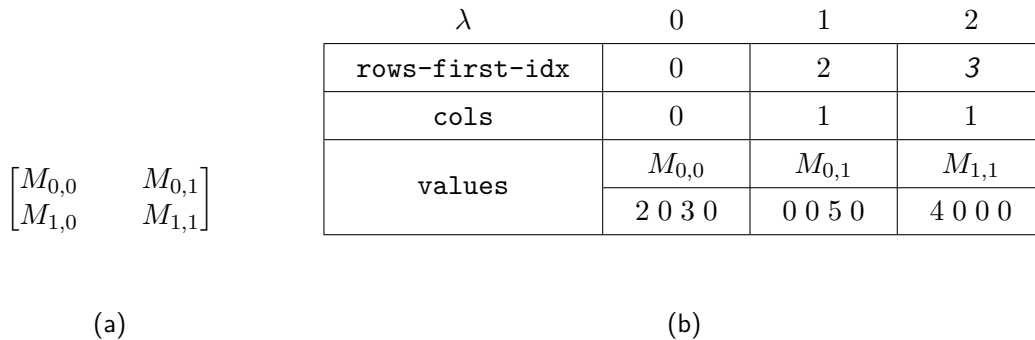 λ 0 1 2
rows-first-idx 0 2 3
cols 0 1 1
values M0,0 M0,1 M1,1
2 0 3 0 0 0 5 0 4 0 0 0
[M0,0 M0,1
M1,0 M1,1]
(a) (b)